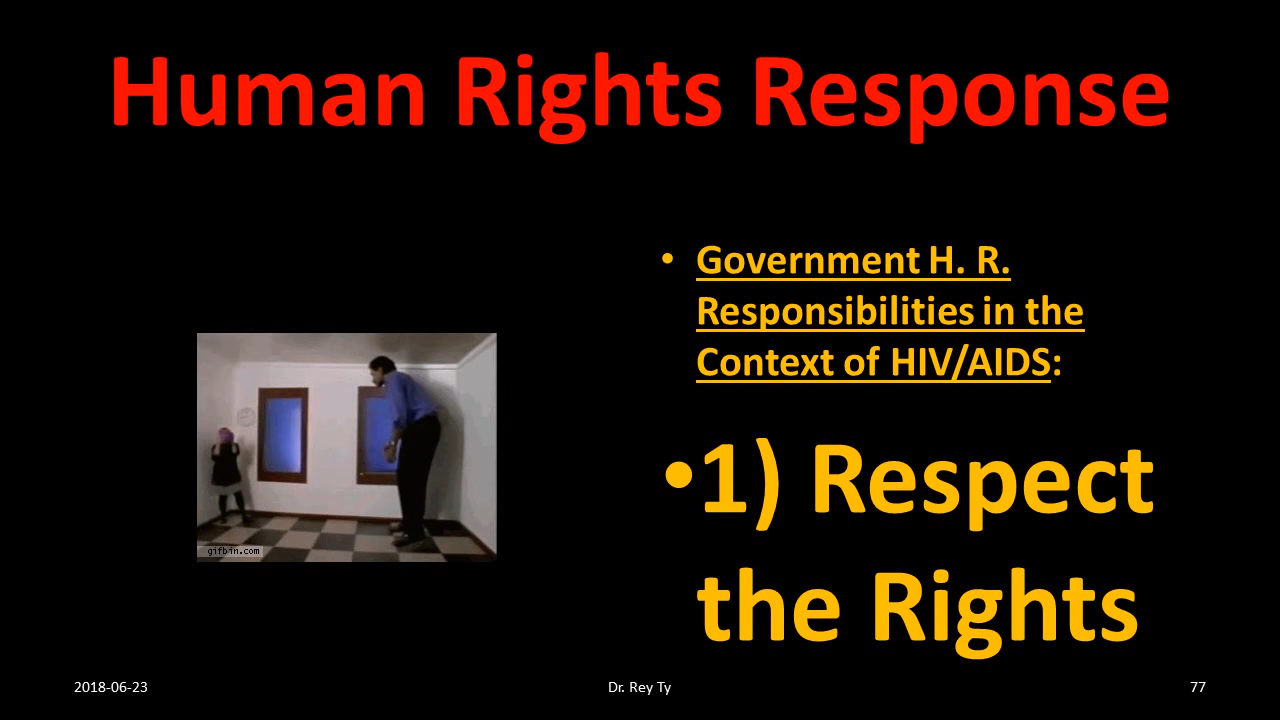 Human Rights Response
• Government H. R.
Responsibilities in the
Context of HIV/AIDS:
•1) Respect
the Rights
gifbin.com
2018-06-23
Dr. Rey Ty
77